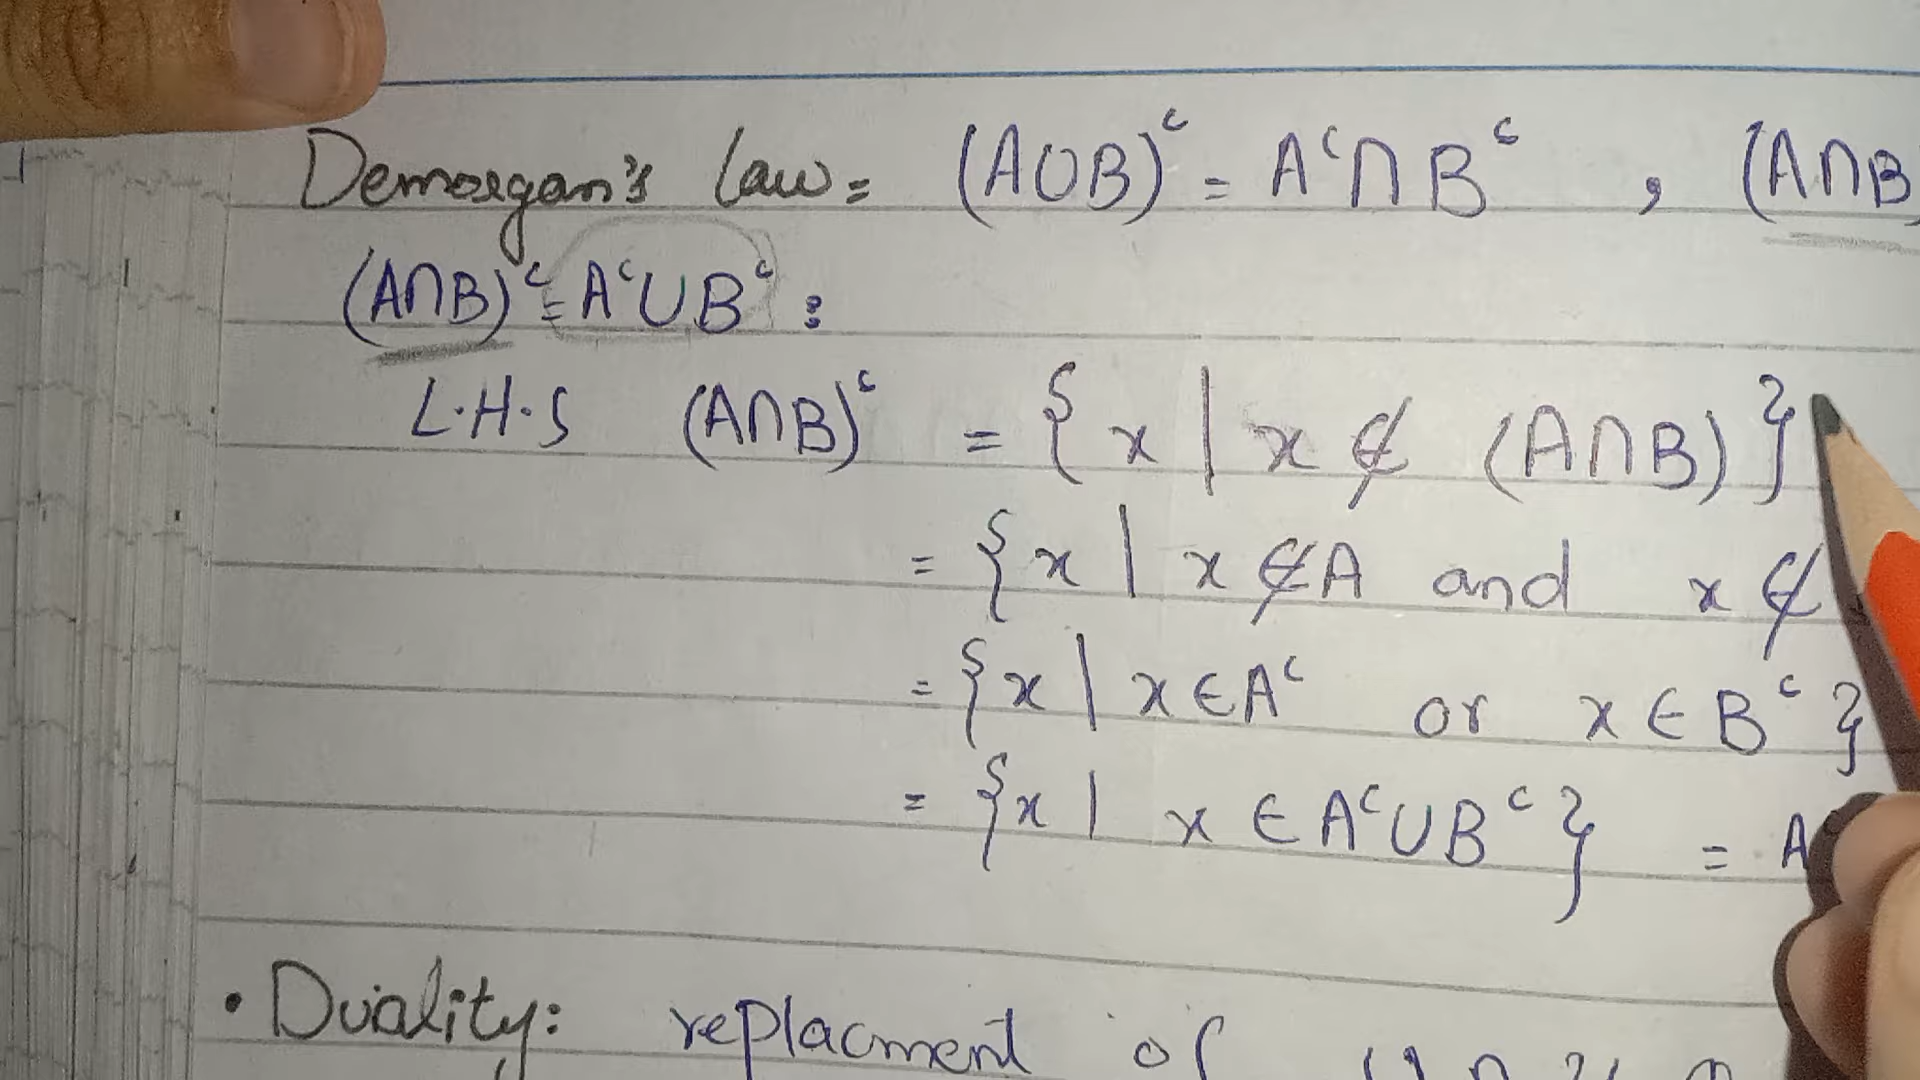 Demorgan's law = (A∪B)ᶜ = Aᶜ∩Bᶜ , (A∩B)
(A∩B)ᶜ = Aᶜ∪Bᶜ :
L.H.S (A∩B)ᶜ = {x | x ∉ (A∩B)}
= {x | x ∉ A and x ∉
= {x | x ∈ Aᶜ or x ∈ Bᶜ}
= {x | x ∈ Aᶜ∪Bᶜ} = A
• Duality: replacment of